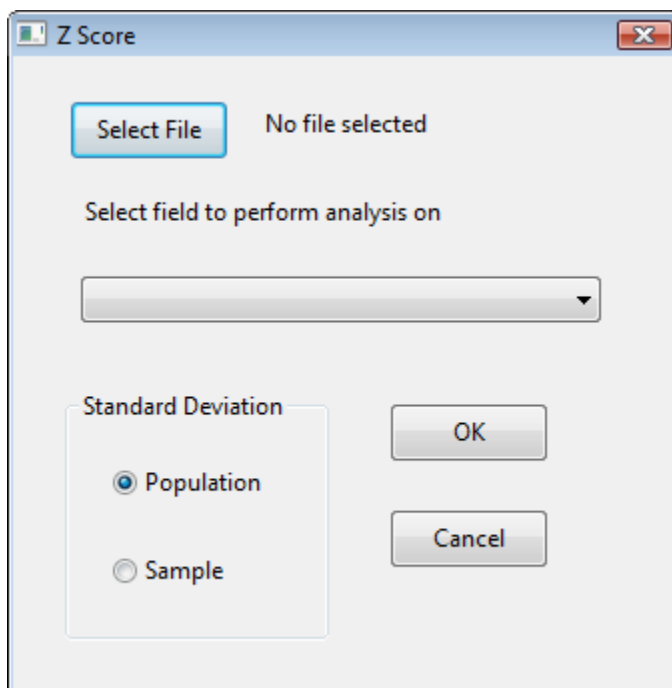 Z Score
Select File
No file selected
Select field to perform analysis on
Standard Deviation
Population
Sample
OK
Cancel